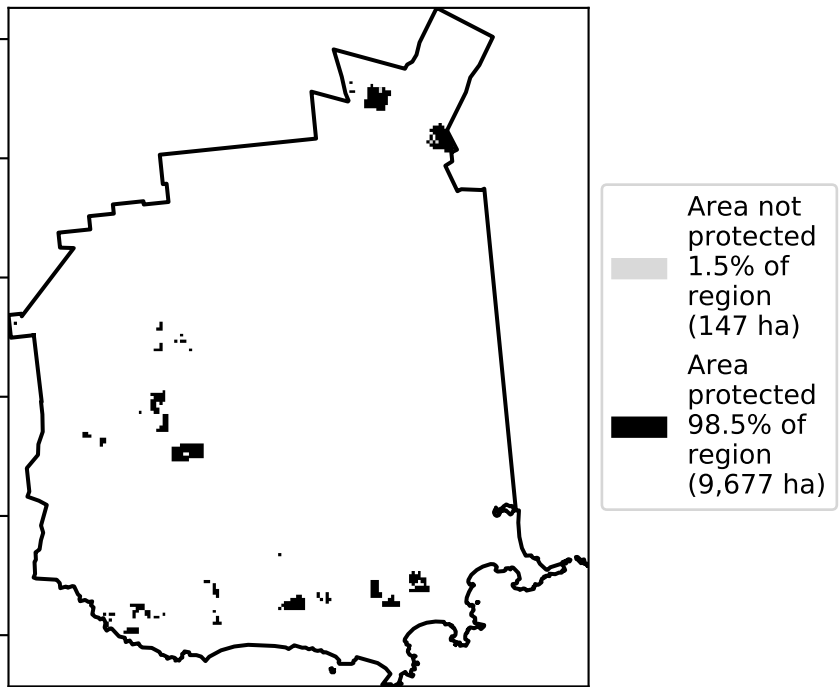 Area not
protected
1.5% of
region
(147 ha)
Area
protected
98.5% of
region
(9,677 ha)